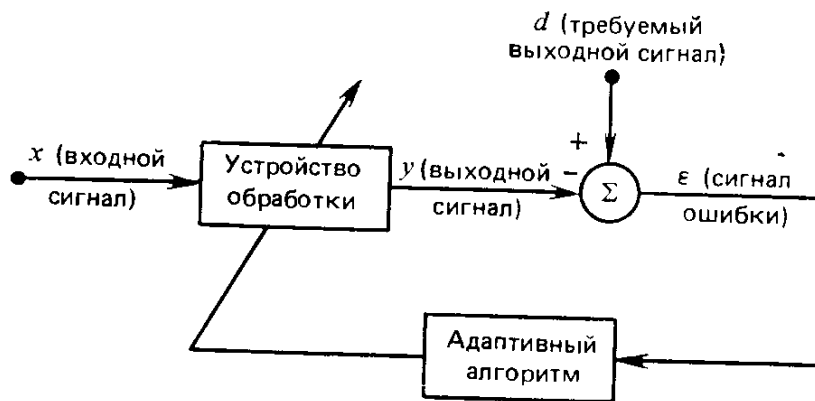 d (требуемый
выходной сигнал)
x (входной
сигнал)
Устройство
обработки
y (выходной
сигнал)
+
−
Σ
ε (сигнал
ошибки)
Адаптивный
алгоритм